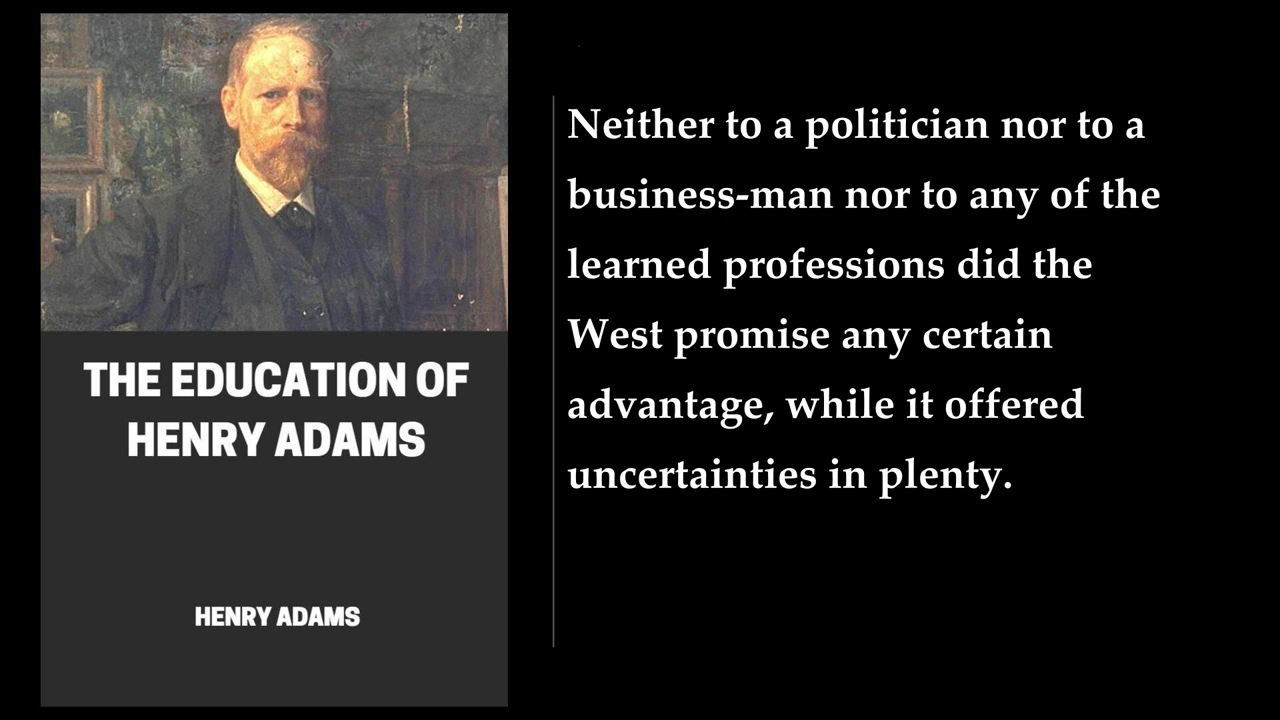 THE EDUCATION OF
HENRY ADAMS
HENRY ADAMS
Neither to a politician nor to a
business-man nor to any of the
learned professions did the
West promise any certain
advantage, while it offered
uncertainties in plenty.